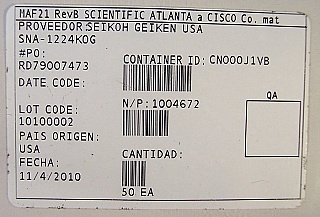 MAF21 RevB SCIENTIFIC ATLANTA a CISCO Co. mat
PROVEEDOR:SEIKOH GEIKEN USA
SNA-1224KOG
#PO:
RD79007473
CONTAINER ID: CN000J1VB
DATE CODE:
N/P:1004672
QA
LOT CODE:
10100002
PAIS ORIGEN:
USA
CANTIDAD:
FECHA:
11/4/2010
50 EA